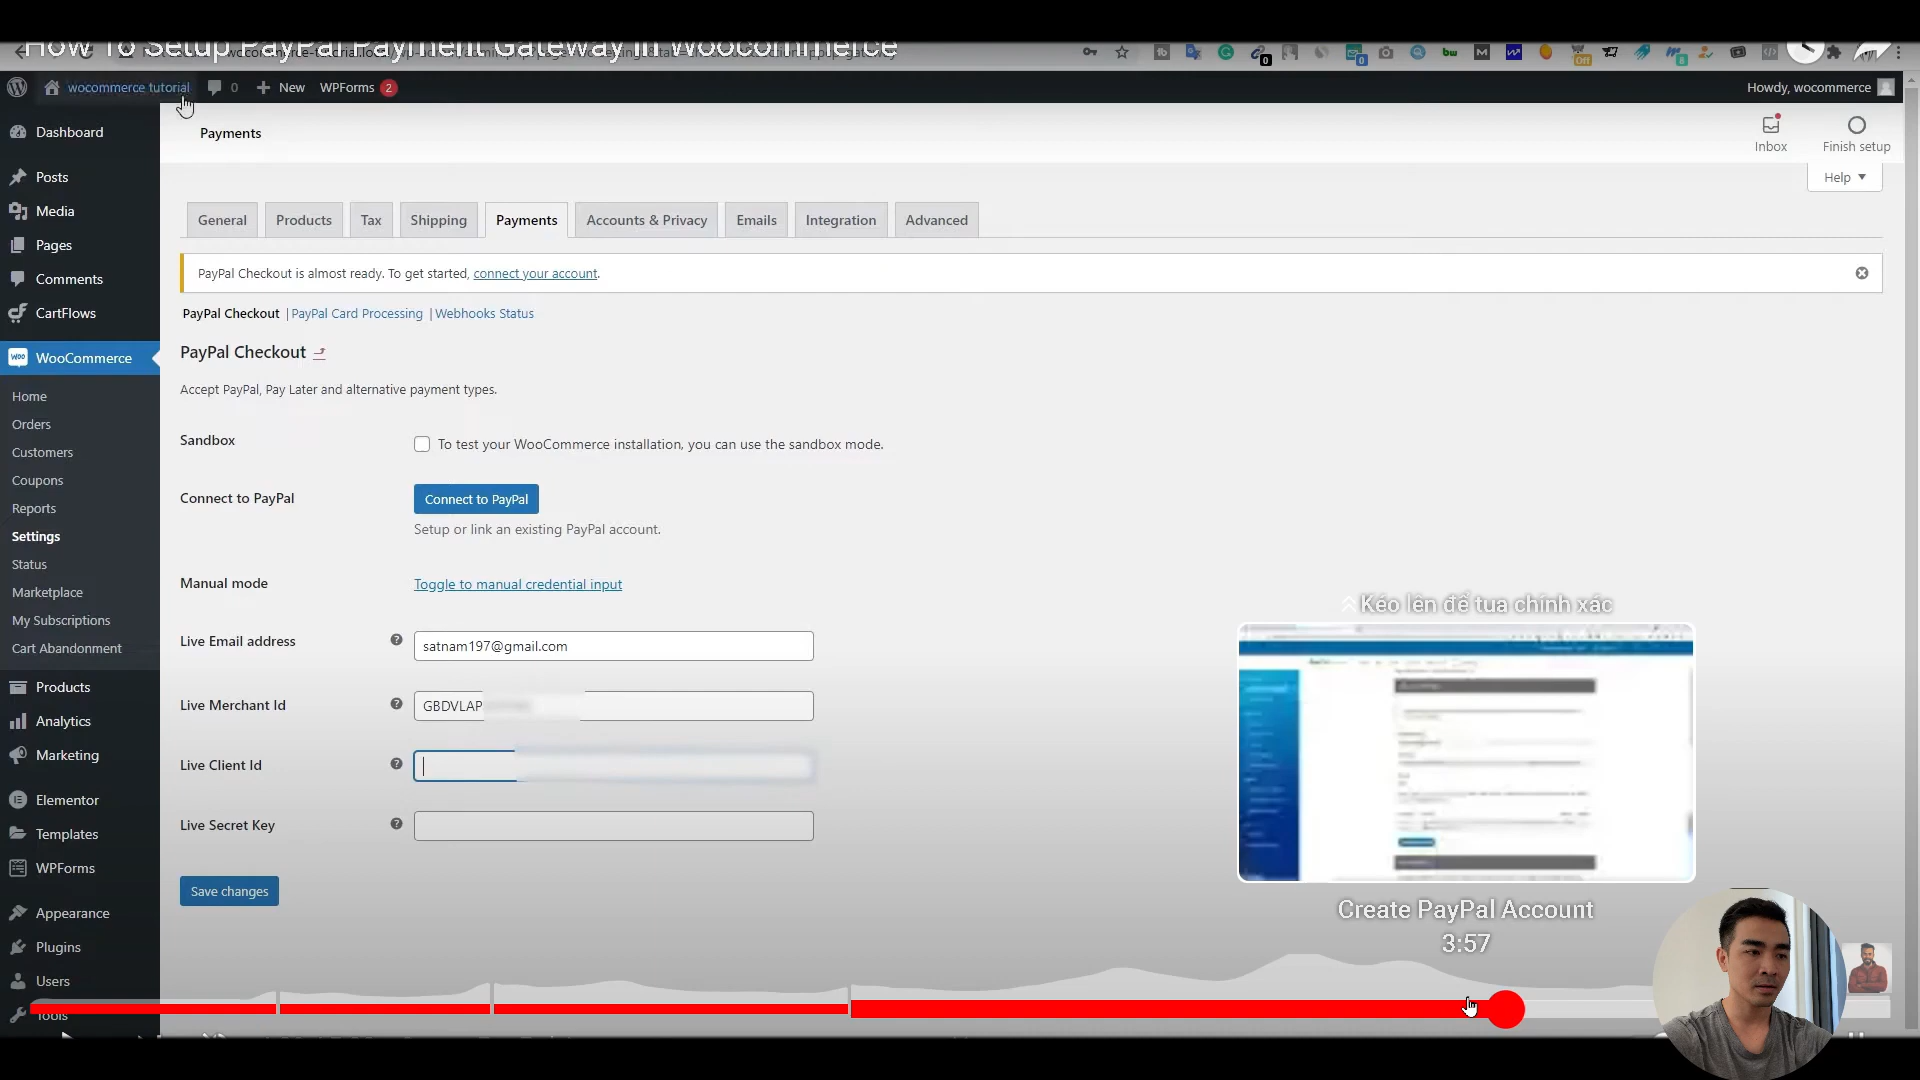 How To Setup PayPal Payment Gateway in Woocommerce
wocommerce tutorial 0 New WPForms 2
Howdy, wocommerce
Payments
Inbox
Finish setup
Help
Dashboard
Posts
Media
Pages
Comments
CartFlows
WooCommerce
Home
Orders
Customers
Coupons
Reports
Settings
Status
Marketplace
My Subscriptions
Cart Abandonment
Products
Analytics
Marketing
Elementor
Templates
WPForms
Appearance
Plugins
Users
Tools
General Products Tax Shipping Payments Accounts & Privacy Emails Integration Advanced
PayPal Checkout is almost ready. To get started, connect your account.
PayPal Checkout | PayPal Card Processing | Webhooks Status
PayPal Checkout
Accept PayPal, Pay Later and alternative payment types.
Sandbox
To test your WooCommerce installation, you can use the sandbox mode.
Connect to PayPal
Connect to PayPal
Setup or link an existing PayPal account.
Manual mode
Toggle to manual credential input
Live Email address
satnam197@gmail.com
Live Merchant Id
GBDVLAP
Live Client Id
Live Secret Key
Save changes
Kéo lên để tua chính xác
Create PayPal Account
3:57